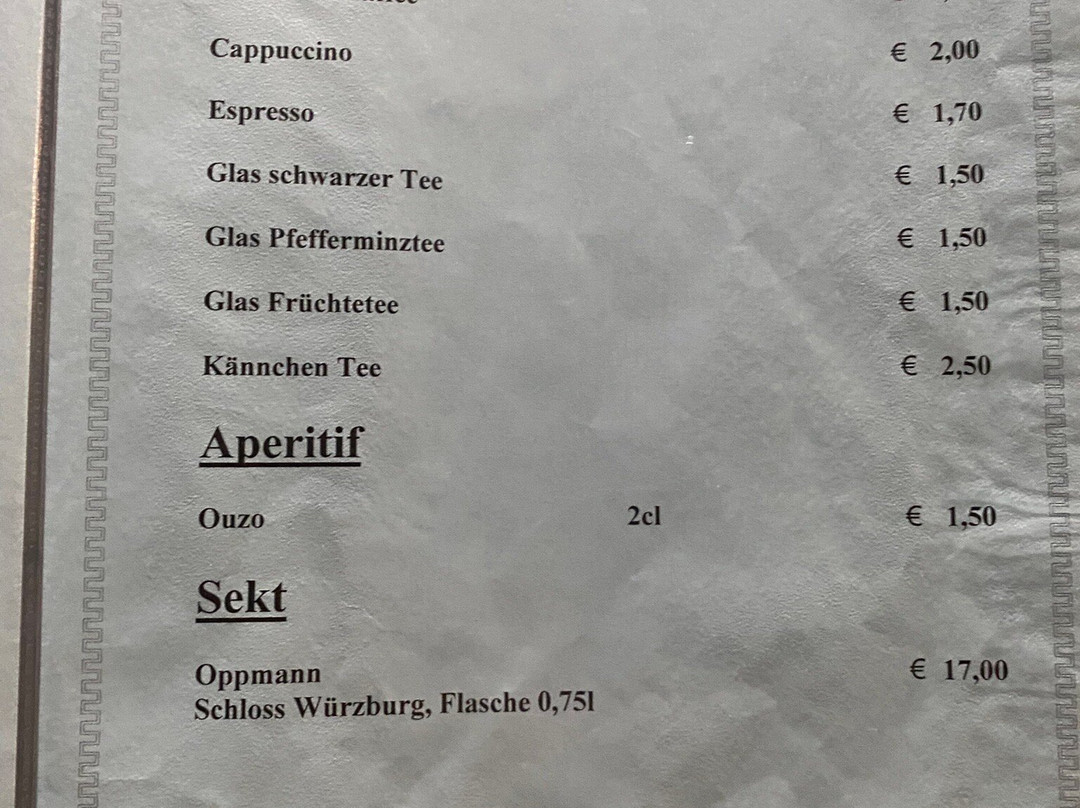 Cappuccino € 2,00
Espresso € 1,70
Glas schwarzer Tee € 1,50
Glas Pfefferminztee € 1,50
Glas Früchtetee € 1,50
Kännchen Tee € 2,50
Aperitif
Ouzo 2cl € 1,50
Sekt
Oppmann € 17,00
Schloss Würzburg, Flasche 0,75l